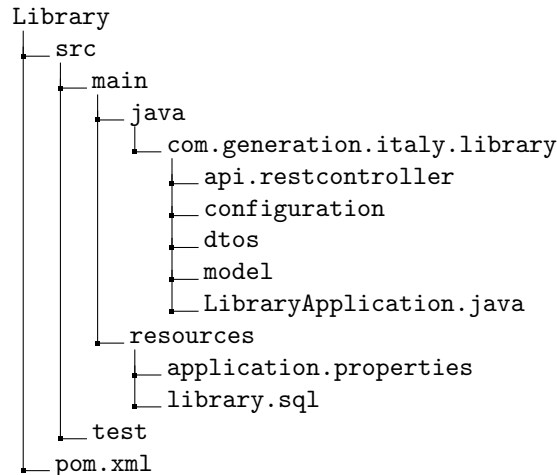 Library
src
main
java
com.generation.italy.library
api.restcontroller
configuration
dtos
model
LibraryApplication.java
resources
application.properties
library.sql
test
pom.xml